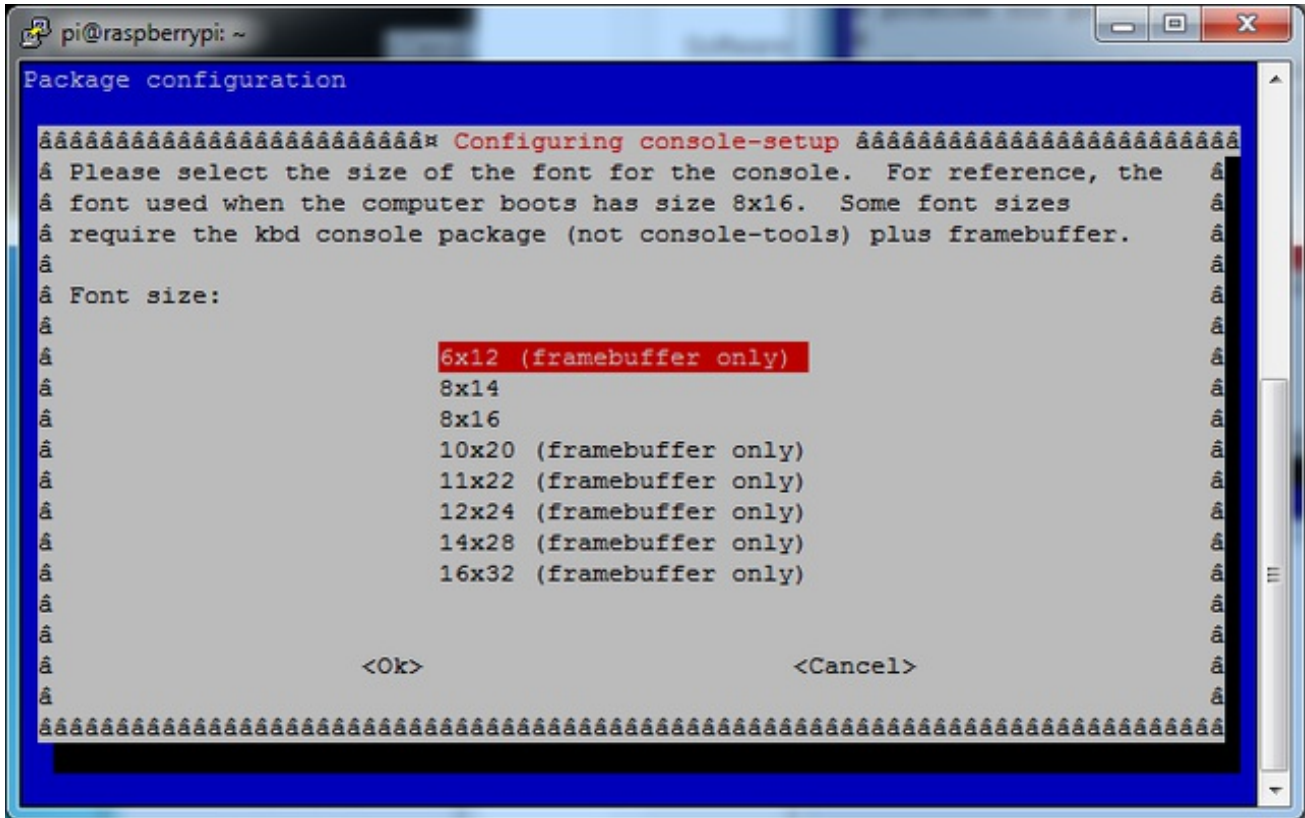 pi@raspberrypi: ~
Package configuration
âââââââââââââââââââââââââ¤ Configuring console-setup âââââââââââââââââââââââââ
â Please select the size of the font for the console.  For reference, the   â
â font used when the computer boots has size 8x16.  Some font sizes         â
â require the kbd console package (not console-tools) plus framebuffer.     â
â                                                                           â
â Font size:                                                                â
â                                                                           â
â                         6x12 (framebuffer only)                           â
â                         8x14                                              â
â                         8x16                                              â
â                         10x20 (framebuffer only)                          â
â                         11x22 (framebuffer only)                          â
â                         12x24 (framebuffer only)                          â
â                         14x28 (framebuffer only)                          â
â                         16x32 (framebuffer only)                          â
â                                                                           â
â                                                                           â
â                    <Ok>                        <Cancel>                   â
â                                                                           â
âââââââââââââââââââââââââââââââââââââââââââââââââââââââââââââââââââââââââââââ